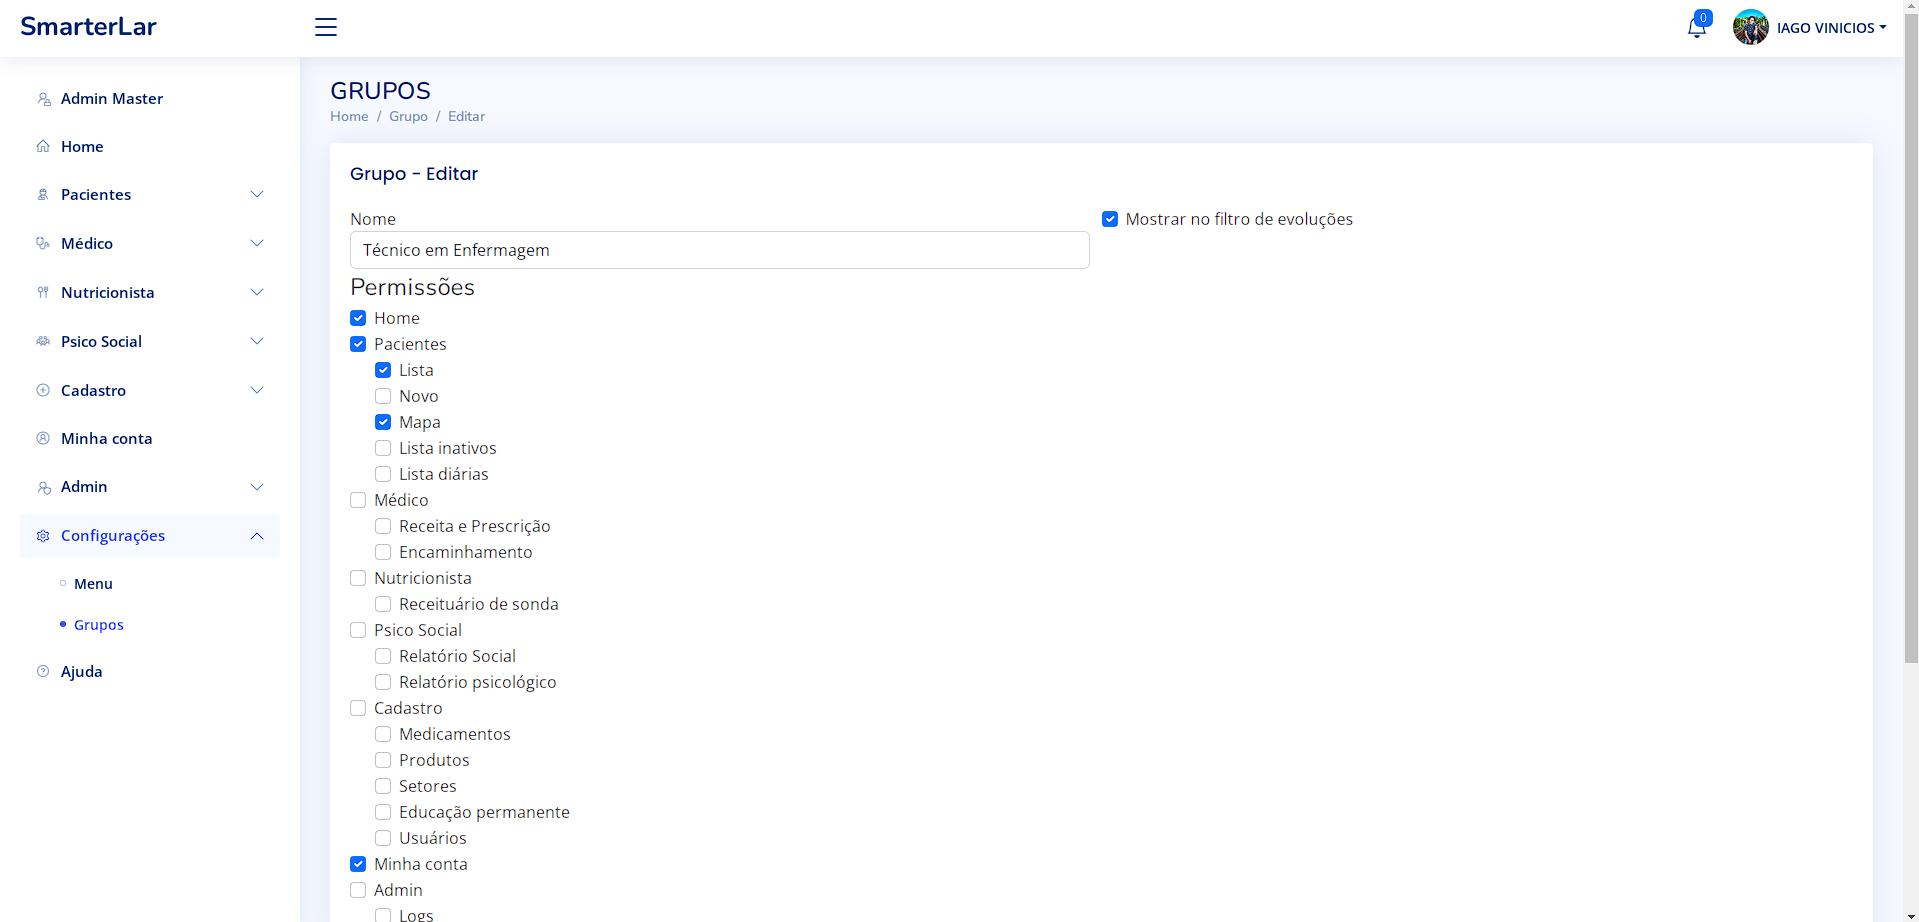 SmarterLar
0
IAGO VINICIOS
Admin Master
Home
Pacientes
Médico
Nutricionista
Psico Social
Cadastro
Minha conta
Admin
Configurações
Menu
Grupos
Ajuda
GRUPOS
Home / Grupo / Editar
Grupo - Editar
Nome
Mostrar no filtro de evoluções
Técnico em Enfermagem
Permissões
Home
Pacientes
Lista
Novo
Mapa
Lista inativos
Lista diárias
Médico
Receita e Prescrição
Encaminhamento
Nutricionista
Receituário de sonda
Psico Social
Relatório Social
Relatório psicológico
Cadastro
Medicamentos
Produtos
Setores
Educação permanente
Usuários
Minha conta
Admin
Logs